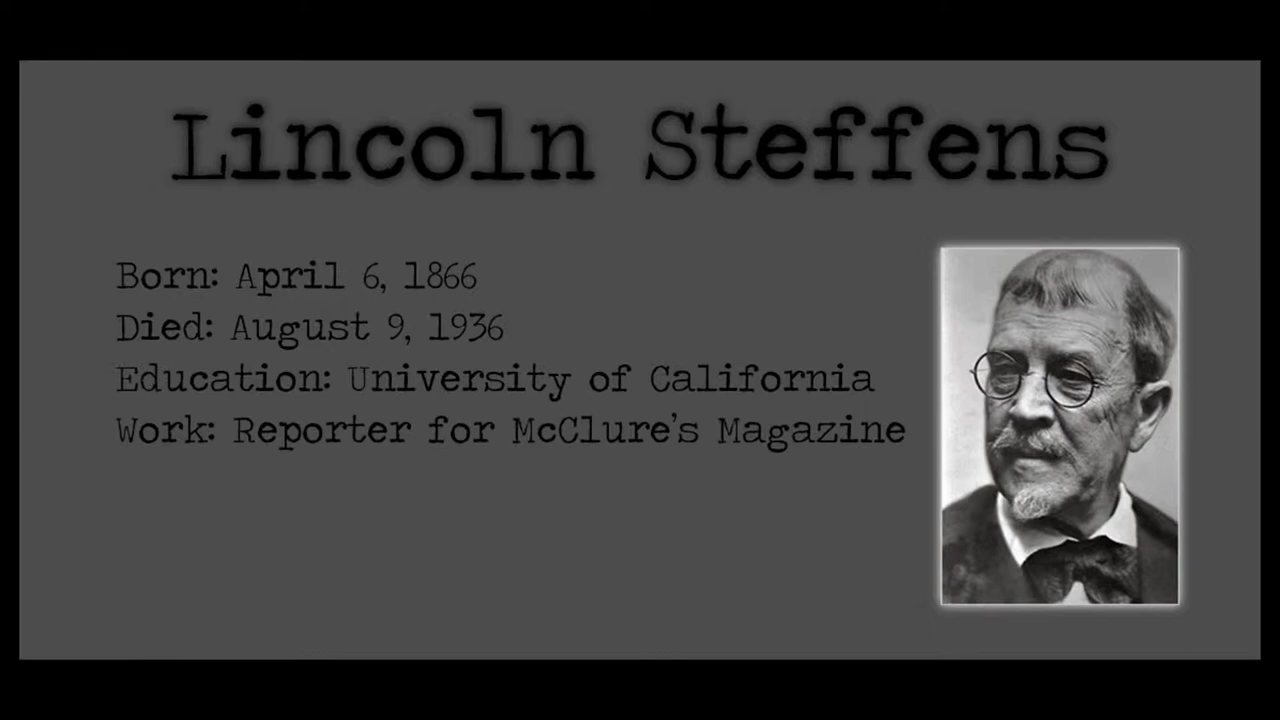 Lincoln Steffens
Born: April 6, 1866
Died: August 9, 1936
Education: University of California
Work: Reporter for McClure's Magazine